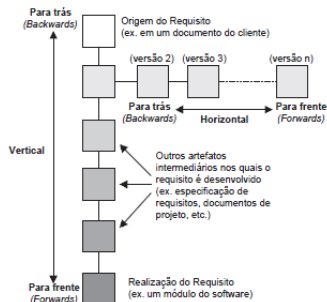 Para trás
(Backwards)
Origem do Requisito
(ex. em um documento do cliente)
(versão 2)
(versão 3)
(versão n)
Para trás
(Backwards)
Horizontal
Para frente
(Forwards)
Vertical
Outros artefatos
intermediários nos quais o
requisito é desenvolvido
(ex. especificação de
requisitos, documentos de
projeto, etc.)
Para frente
(Forwards)
Realização do Requisito
(ex. um módulo do software)